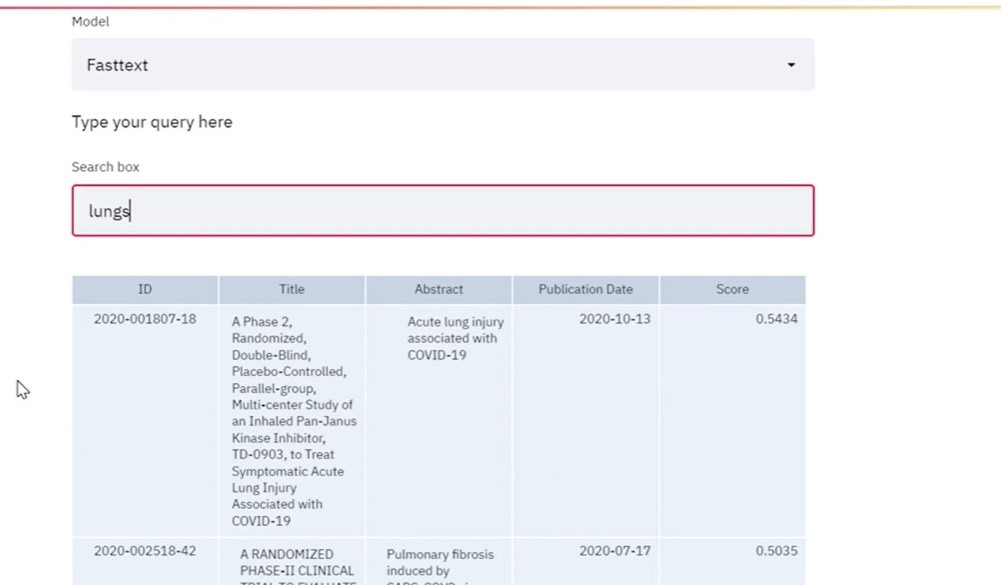 Model
Fasttext
Type your query here
Search box
lungs
ID Title Abstract Publication Date Score
2020-001807-18 A Phase 2, Acute lung injury 2020-10-13 0.5434
Randomized, associated with
Double-Blind, COVID-19
Placebo-Controlled,
Parallel-group,
Multi-center Study of
an Inhaled Pan-Janus
Kinase Inhibitor,
TD-0903, to Treat
Symptomatic Acute
Lung Injury
Associated with
COVID-19
2020-002518-42 A RANDOMIZED Pulmonary fibrosis 2020-07-17 0.5035
PHASE-II CLINICAL induced by
TRIAL TO EVALUATE